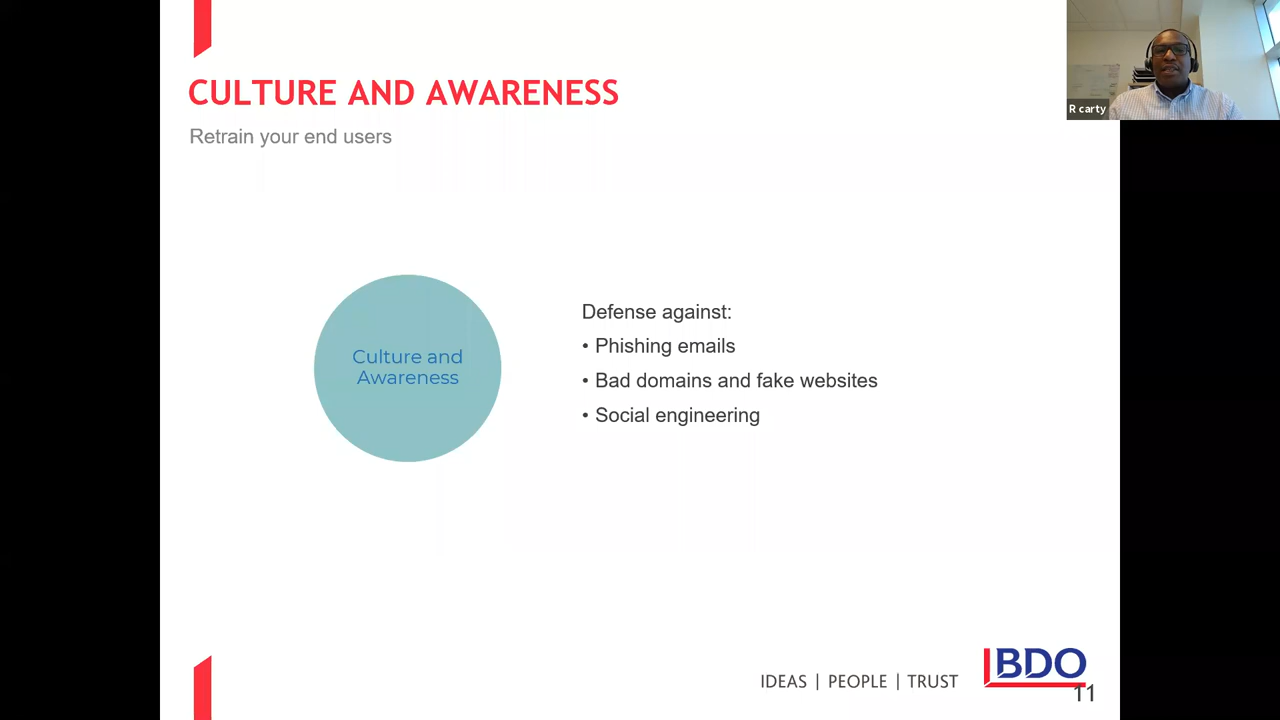 CULTURE AND AWARENESS
Retrain your end users
R carty
Culture and
Awareness
Defense against:
• Phishing emails
• Bad domains and fake websites
• Social engineering
IDEAS | PEOPLE | TRUST
BDO
11